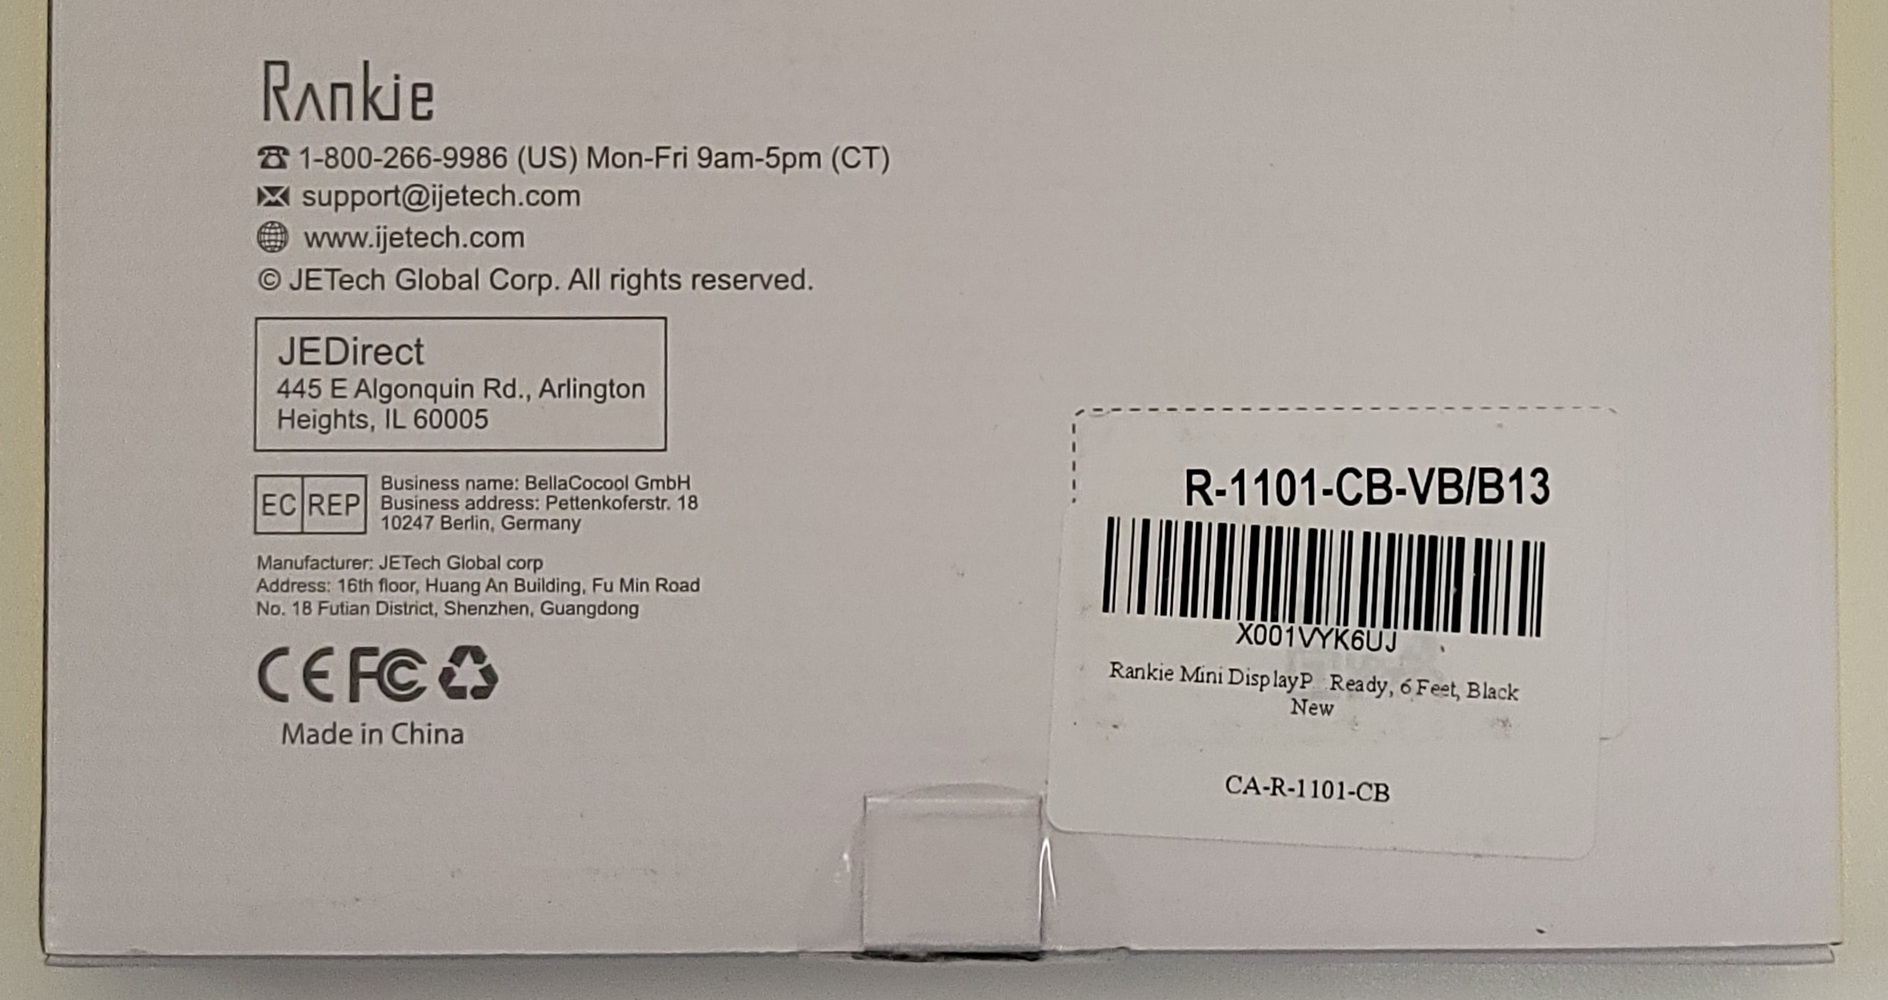 Rankie
1-800-266-9986 (US) Mon-Fri 9am-5pm (CT)
support@ijetech.com
www.ijetech.com
© JETech Global Corp. All rights reserved.
JEDirect
445 E Algonquin Rd., Arlington
Heights, IL 60005
EC REP
Business name: BellaCocool GmbH
Business address: Pettenkoferstr. 18
10247 Berlin, Germany
Manufacturer: JETech Global corp
Address: 16th floor, Huang An Building, Fu Min Road
No. 18 Futian District, Shenzhen, Guangdong
CE FC
Made in China
R-1101-CB-VB/B13
X001VYK6UJ
Rankie Mini DisplayP Ready, 6 Feet, Black
New
CA-R-1101-CB